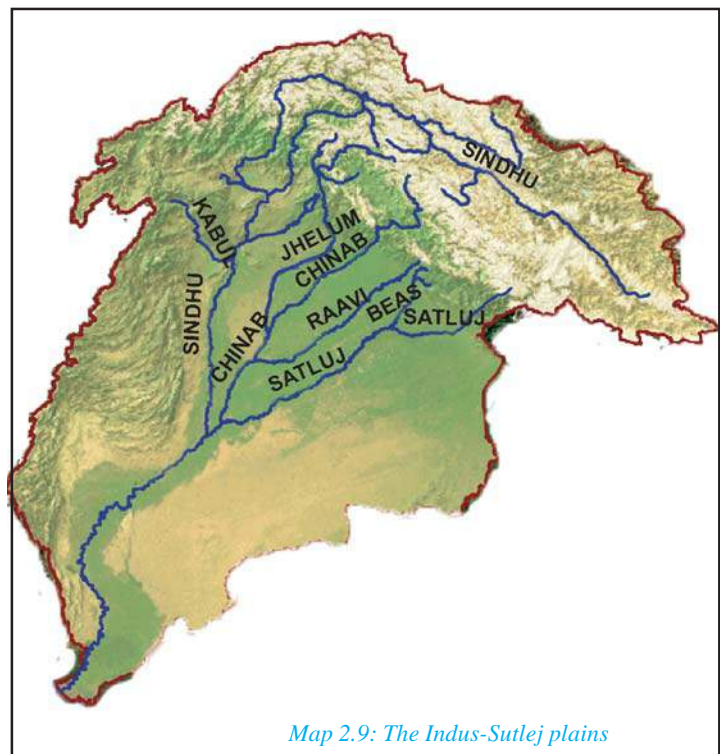 SINDHU
KABUL
JHELUM
CHINAB
SINDHU
CHINAB
RAAVI
BEAS
SATLUJ
SATLUJ
Map 2.9: The Indus-Sutlej plains